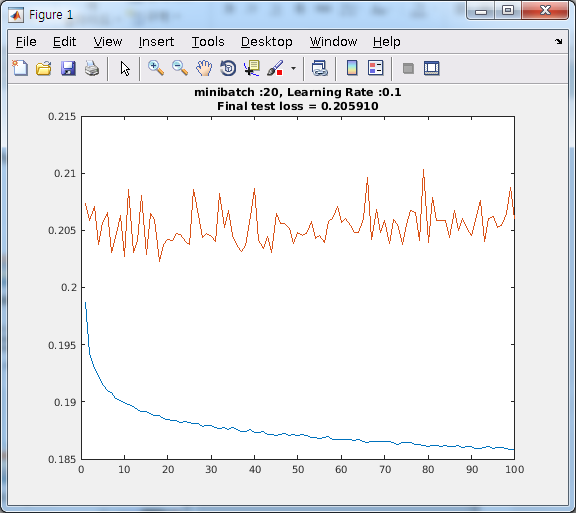 Figure 1
File Edit View Insert Tools Desktop Window Help
minibatch :20, Learning Rate :0.1
Final test loss = 0.205910
0.215
0.21
0.205
0.2
0.195
0.19
0.185
0 10 20 30 40 50 60 70 80 90 100